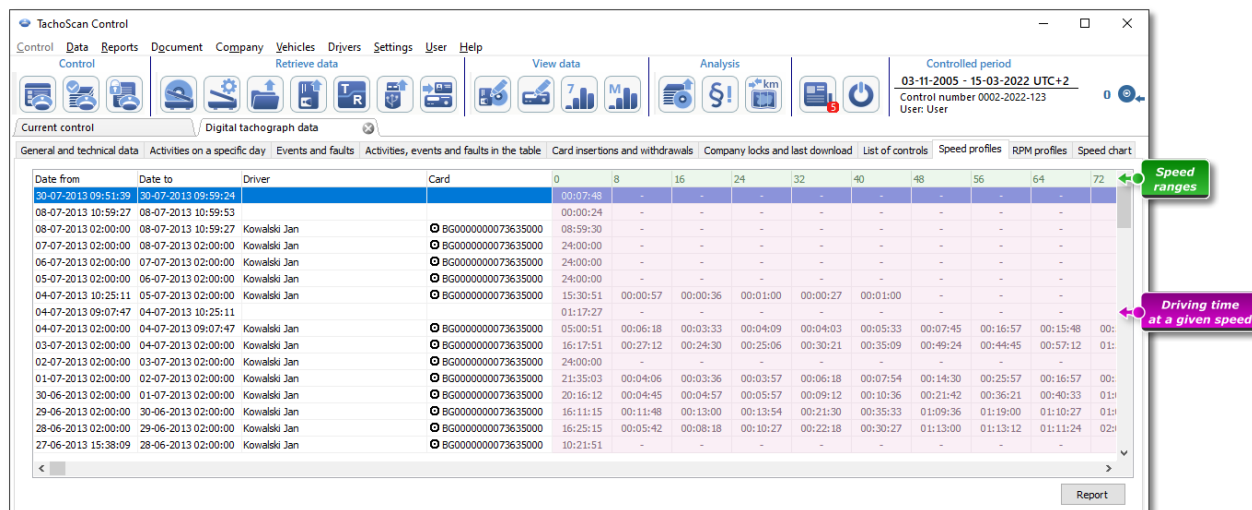 TachoScan Control
Control Data Reports Document Company Vehicles Drivers Settings User Help
Control Retrieve data View data Analysis Controlled period
03-11-2005 - 15-03-2022 UTC+2
Control number 0002-2022-123
User: User
T R 7 M §! km 5 0
Current control Digital tachograph data
General and technical data Activities on a specific day Events and faults Activities, events and faults in the table Card insertions and withdrawals Company locks and last download List of controls Speed profiles RPM profiles Speed chart
Speed ranges
Date from Date to Driver Card 0 8 16 24 32 40 48 56 64 72
30-07-2013 09:51:39 30-07-2013 09:59:24 00:07:48 - - - - - - - -
08-07-2013 10:59:27 08-07-2013 10:59:53 00:00:24 - - - - - - - -
08-07-2013 02:00:00 08-07-2013 10:59:27 Kowalski Jan BG0000000073635000 08:59:30 - - - - - - - -
07-07-2013 02:00:00 08-07-2013 02:00:00 Kowalski Jan BG0000000073635000 24:00:00 - - - - - - - -
06-07-2013 02:00:00 07-07-2013 02:00:00 Kowalski Jan BG0000000073635000 24:00:00 - - - - - - - -
05-07-2013 02:00:00 06-07-2013 02:00:00 Kowalski Jan BG0000000073635000 24:00:00 - - - - - - - -
04-07-2013 10:25:11 05-07-2013 02:00:00 Kowalski Jan BG0000000073635000 15:30:51 00:00:57 00:00:36 00:01:00 00:00:27 00:01:00 - - -
04-07-2013 09:07:47 04-07-2013 10:25:11 01:17:27 - - - - - - - -
Driving time at a given speed
04-07-2013 02:00:00 04-07-2013 09:07:47 Kowalski Jan BG0000000073635000 05:00:51 00:06:18 00:03:33 00:04:09 00:04:03 00:05:33 00:07:45 00:16:57 00:15:48 00:
03-07-2013 02:00:00 04-07-2013 02:00:00 Kowalski Jan BG0000000073635000 16:17:51 00:27:12 00:24:30 00:25:06 00:30:21 00:35:09 00:49:24 00:44:45 00:57:12 01:
02-07-2013 02:00:00 03-07-2013 02:00:00 Kowalski Jan BG0000000073635000 24:00:00 - - - - - - - -
01-07-2013 02:00:00 02-07-2013 02:00:00 Kowalski Jan BG0000000073635000 21:35:03 00:04:06 00:03:36 00:03:57 00:06:18 00:07:54 00:14:30 00:25:57 00:16:57 00:
30-06-2013 02:00:00 01-07-2013 02:00:00 Kowalski Jan BG0000000073635000 20:16:12 00:04:45 00:04:57 00:05:57 00:09:12 00:10:36 00:21:42 00:36:21 00:40:33 01:
29-06-2013 02:00:00 30-06-2013 02:00:00 Kowalski Jan BG0000000073635000 16:11:15 00:11:48 00:13:00 00:13:54 00:21:30 00:35:33 01:09:36 01:19:00 01:10:27 01:
28-06-2013 02:00:00 29-06-2013 02:00:00 Kowalski Jan BG0000000073635000 16:25:15 00:05:42 00:08:18 00:10:27 00:22:18 00:30:27 01:13:00 01:13:12 01:11:24 02:
27-06-2013 15:38:09 28-06-2013 02:00:00 Kowalski Jan BG0000000073635000 10:21:51 - - - - - - - -
Report